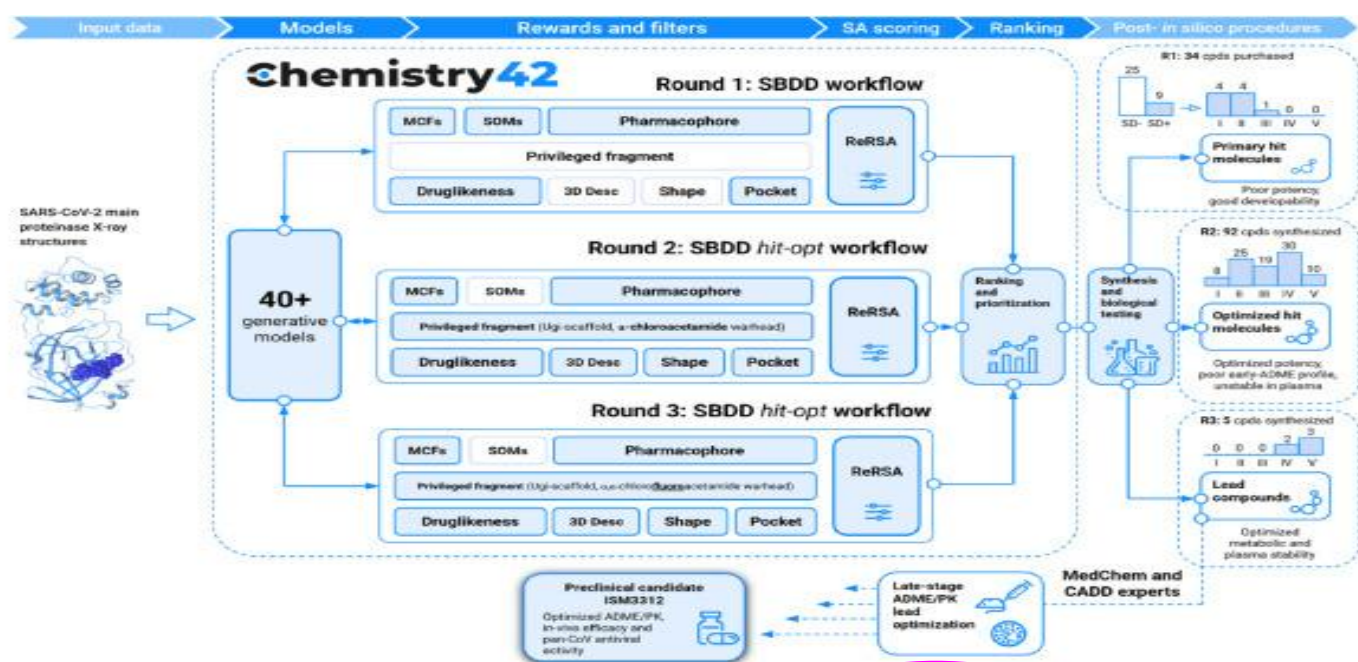 Input data
Models
Rewards and filters
SA scoring
Ranking
Post- in silico procedures
Chemistry42
Round 1: SBDD workflow
MCFs
SOMs
Pharmacophore
Privileged fragment
Druglikeness
3D Desc
Shape
Pocket
ReRSA
SARS-CoV-2 main
proteinase X-ray
structures
40+
generative
models
Round 2: SBDD hit-opt workflow
MCFs
SOMs
Pharmacophore
Privileged fragment (Ugi-scaffold, α-chloroacetamide warhead)
Druglikeness
3D Desc
Shape
Pocket
ReRSA
Round 3: SBDD hit-opt workflow
MCFs
SOMs
Pharmacophore
Privileged fragment (Ugi-scaffold, α,α-chlorofluoroacetamide warhead)
Druglikeness
3D Desc
Shape
Pocket
ReRSA
Ranking
and
prioritization
Synthesis
and
biological
testing
R1: 34 cpds purchased
25
9
SD- SD+
4 4 1 0 0
I II III IV V
Primary hit
molecules
Poor potency,
good developability
R2: 92 cpds synthesized
8 25 19 30 10
I II III IV V
Optimized hit
molecules
Optimized potency,
poor early-ADME profile,
unstable in plasma
R3: 5 cpds synthesized
0 0 0 2 3
I II III IV V
Lead
compounds
Optimized
metabolic and
plasma stability
MedChem and
CADD experts
Late-stage
ADME/PK
lead
optimization
Preclinical candidate
ISM3312
Optimized ADME/PK,
in-vivo efficacy and
pan-CoV antiviral
activity